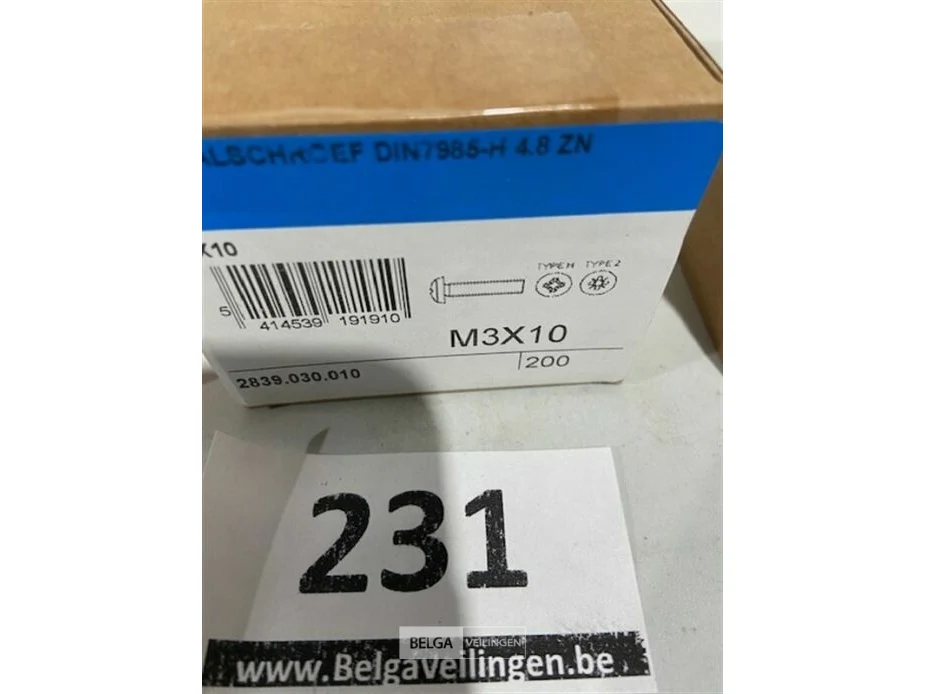 ALSCHROEF DIN7985-H 4.8 ZN
X10
TYPE H TYPE Z
5 414539 191910
M3X10
200
2839.030.010
231
BELGA VEILINGEN
www.BelgaVeilingen.be